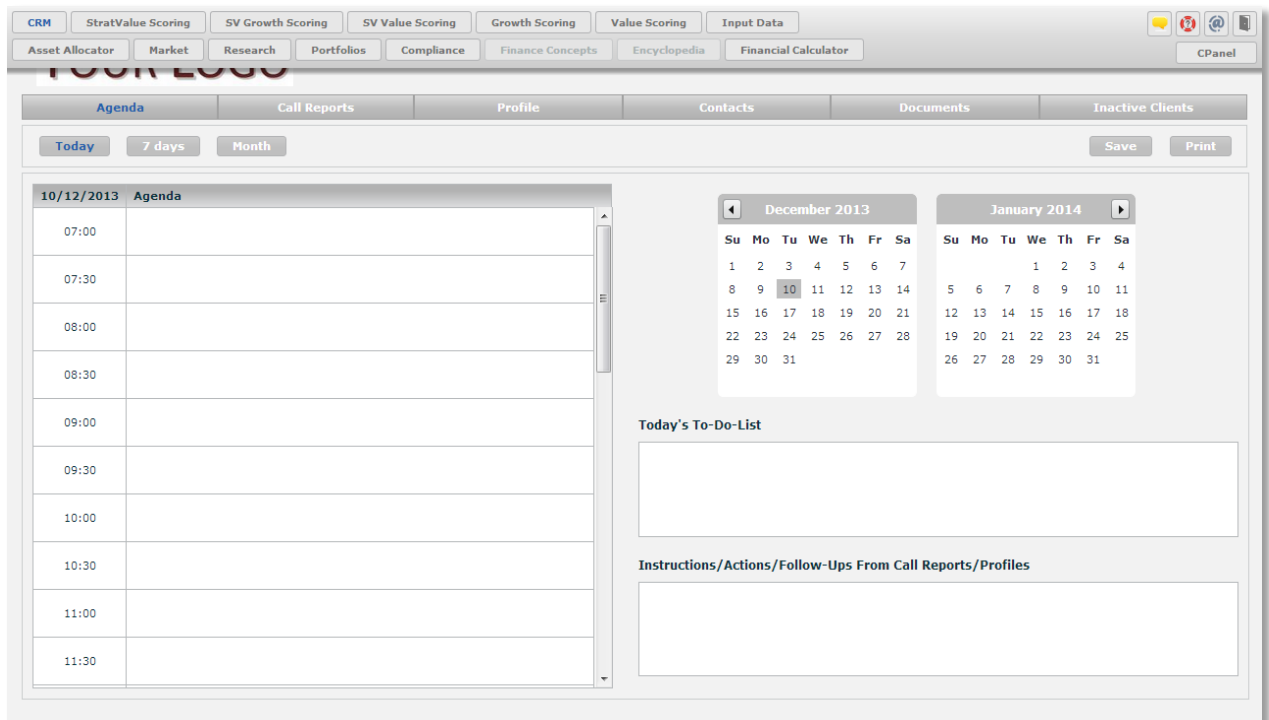 CRM StratValue Scoring SV Growth Scoring SV Value Scoring Growth Scoring Value Scoring Input Data
Asset Allocator Market Research Portfolios Compliance Finance Concepts Encyclopedia Financial Calculator CPanel
YOUR LOGO
Agenda Call Reports Profile Contacts Documents Inactive Clients
Today 7 days Month Save Print
10/12/2013 Agenda
07:00
07:30
08:00
08:30
09:00
09:30
10:00
10:30
11:00
11:30
December 2013
Su Mo Tu We Th Fr Sa
1 2 3 4 5 6 7
8 9 10 11 12 13 14
15 16 17 18 19 20 21
22 23 24 25 26 27 28
29 30 31
January 2014
Su Mo Tu We Th Fr Sa
1 2 3 4
5 6 7 8 9 10 11
12 13 14 15 16 17 18
19 20 21 22 23 24 25
26 27 28 29 30 31
Today's To-Do-List
Instructions/Actions/Follow-Ups From Call Reports/Profiles